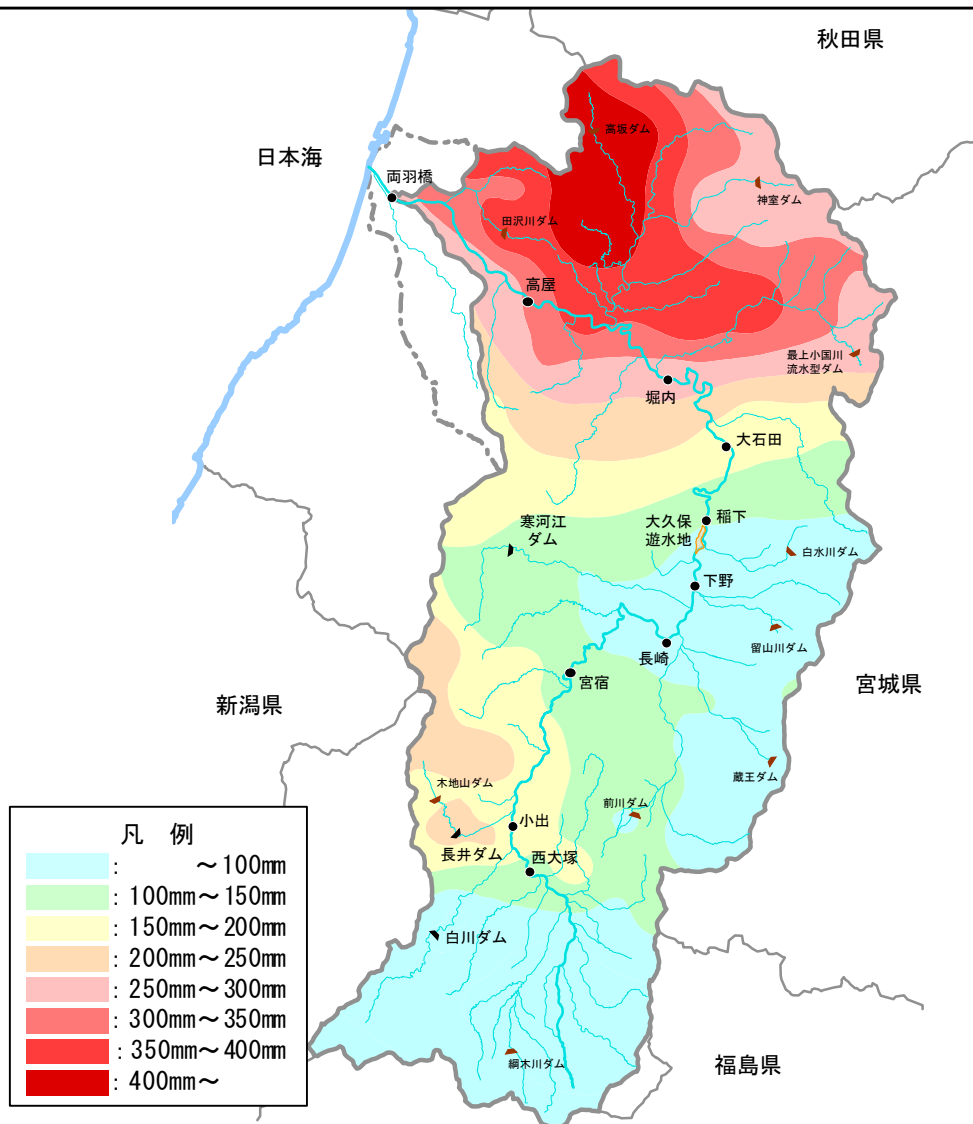 秋田県
高坂ダム
日本海
両羽橋
神室ダム
田沢川ダム
高屋
最上小国川
流水型ダム
堀内
大石田
稲下
大久保
遊水地
寒河江
ダム
白水川ダム
下野
留山川ダム
長崎
宮宿
宮城県
新潟県
蔵王ダム
木地山ダム
前川ダム
小出
長井ダム
西大塚
白川ダム
綱木川ダム
福島県
凡 例
: ～100mm
: 100mm～150mm
: 150mm～200mm
: 200mm～250mm
: 250mm～300mm
: 300mm～350mm
: 350mm～400mm
: 400mm～